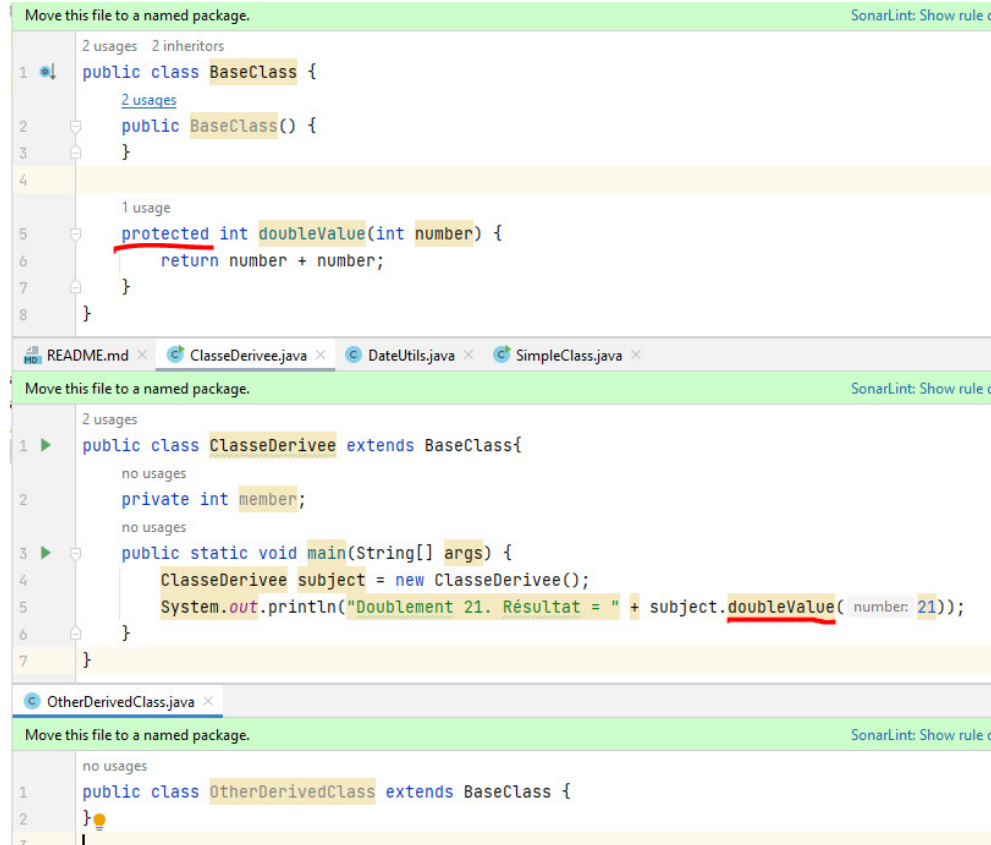 Move this file to a named package. SonarLint: Show rule
2 usages 2 inheritors
1 public class BaseClass {
2 usages
2 public BaseClass() {
3 }
4
1 usage
5 protected int doubleValue(int number) {
6 return number + number;
7 }
8 }
README.md ClasseDerivee.java DateUtils.java SimpleClass.java
Move this file to a named package. SonarLint: Show rule
2 usages
1 public class ClasseDerivee extends BaseClass{
no usages
2 private int member;
no usages
3 public static void main(String[] args) {
4 ClasseDerivee subject = new ClasseDerivee();
5 System.out.println("Doublement 21. Résultat = " + subject.doubleValue( number: 21));
6 }
7 }
OtherDerivedClass.java
Move this file to a named package. SonarLint: Show rule
no usages
1 public class OtherDerivedClass extends BaseClass {
2 }
3